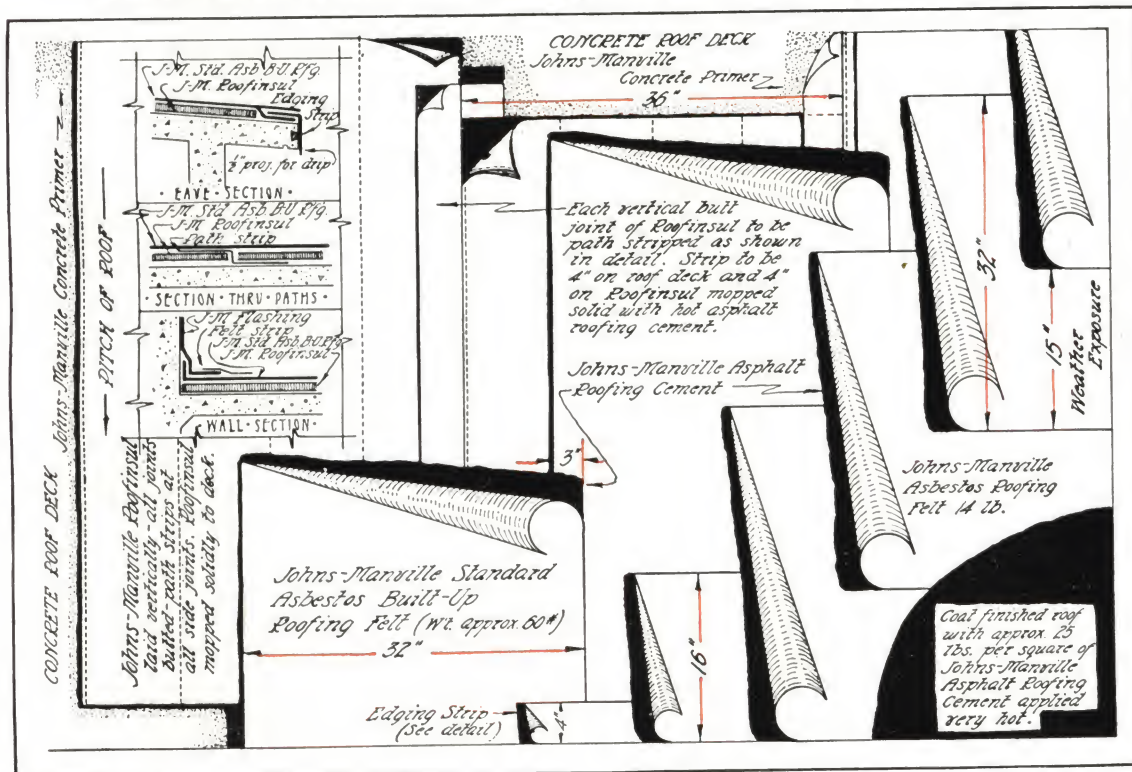 CONCRETE ROOF DECK
Johns-Manville Concrete Primer
PITCH OF ROOF
J-M. Std. Asb. B-U. R'f'g.
J-M. Roofinsul
Edging
Strip
½" proj. for drip
EAVE · SECTION
J-M. Std. Asb. B-U. R'f'g.
J-M Roofinsul
Path Strip
SECTION · THRU · PATHS
J-M Flashing
Felt strip
J-M. Std. Asb. B-U. R'f'g
J-M. Roofinsul
WALL · SECTION
Johns-Manville Roofinsul
laid vertically - all joints
butted - path strips at
all side joints. Roofinsul
mopped solidly to deck.
CONCRETE ROOF DECK
Johns-Manville
Concrete Primer
36"
Each vertical butt
joint of Roofinsul to be
path stripped as shown
in detail. Strip to be
4" on roof deck and 4"
on Roofinsul mopped
solid with hot asphalt
roofing cement.
Johns-Manville Asphalt
Roofing Cement
3"
32"
15"
Weather
Exposure
Johns-Manville
Asbestos Roofing
Felt 14 lb.
Johns-Manville Standard
Asbestos Built-Up
Roofing Felt (Wt. approx. 60#)
32"
Edging Strip
(See detail)
4"
16"
Coat finished roof
with approx. 25
lbs. per square of
Johns-Manville
Asphalt Roofing
Cement applied
very hot.